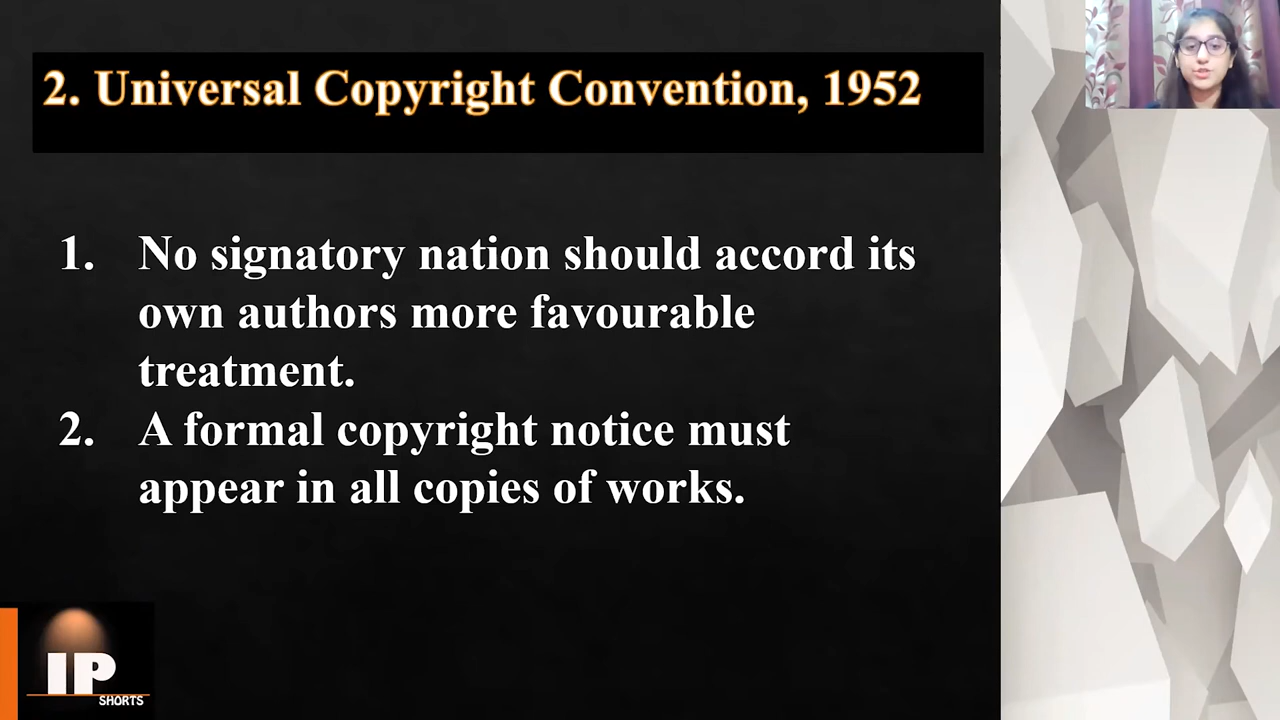 2. Universal Copyright Convention, 1952
1. No signatory nation should accord its
own authors more favourable
treatment.
2. A formal copyright notice must
appear in all copies of works.
IP
SHORTS